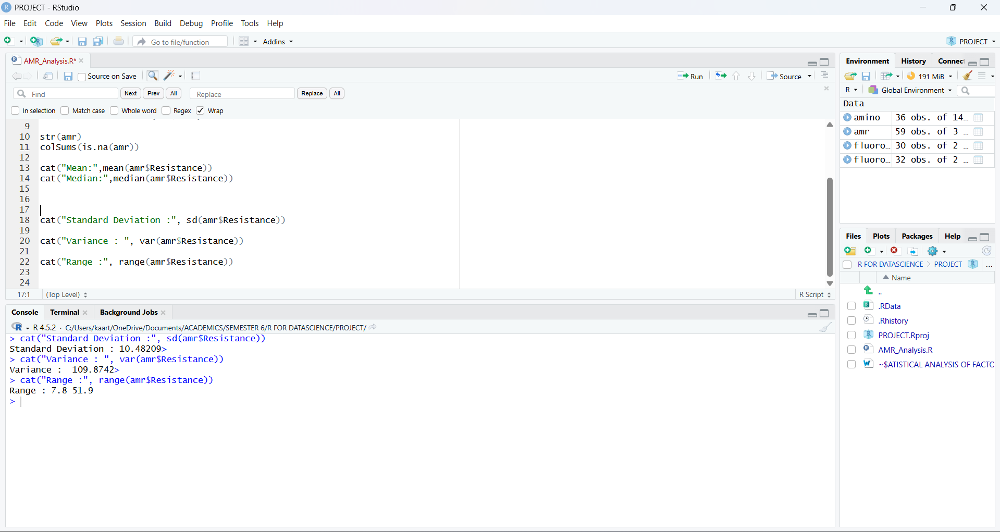 PROJECT - RStudio
File Edit Code View Plots Session Build Debug Profile Tools Help
Go to file/function Addins PROJECT
AMR_Analysis.R*
Source on Save Run Source
Find Next Prev All Replace Replace All
In selection Match case Whole word Regex Wrap
9
10 str(amr)
11 colSums(is.na(amr))
12
13 cat("Mean:",mean(amr$Resistance))
14 cat("Median:",median(amr$Resistance))
15
16
17
18 cat("Standard Deviation :", sd(amr$Resistance))
19
20 cat("Variance : ", var(amr$Resistance))
21
22 cat("Range :", range(amr$Resistance))
23
24
17:1 (Top Level) R Script
Console Terminal Background Jobs
R 4.5.2 · C:/Users/kaart/OneDrive/Documents/ACADEMICS/SEMESTER 6/R FOR DATASCIENCE/PROJECT/
> cat("Standard Deviation :", sd(amr$Resistance))
Standard Deviation : 10.48209>
> cat("Variance : ", var(amr$Resistance))
Variance :  109.8742>
> cat("Range :", range(amr$Resistance))
Range : 7.8 51.9
>
Environment History Connec
191 MiB
R Global Environment
Data
amino 36 obs. of 14…
amr 59 obs. of 3 …
fluoro… 30 obs. of 2 …
fluoro… 32 obs. of 2 …
Files Plots Packages Help
R FOR DATASCIENCE > PROJECT ...
Name
..
.RData
.Rhistory
PROJECT.Rproj
AMR_Analysis.R
~$ATISTICAL ANALYSIS OF FACTC